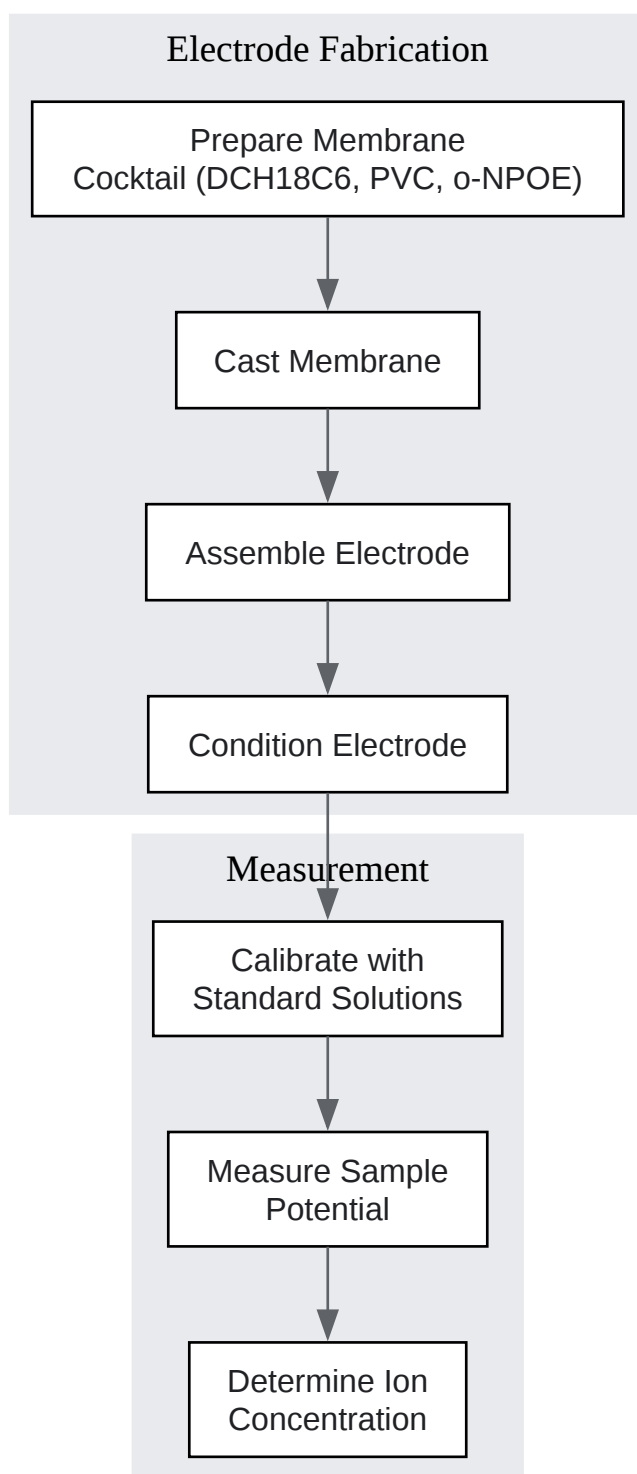 Electrode Fabrication
Prepare Membrane
Cocktail (DCH18C6, PVC, o-NPOE)
Cast Membrane
Assemble Electrode
Condition Electrode
Measurement
Calibrate with
Standard Solutions
Measure Sample
Potential
Determine Ion
Concentration